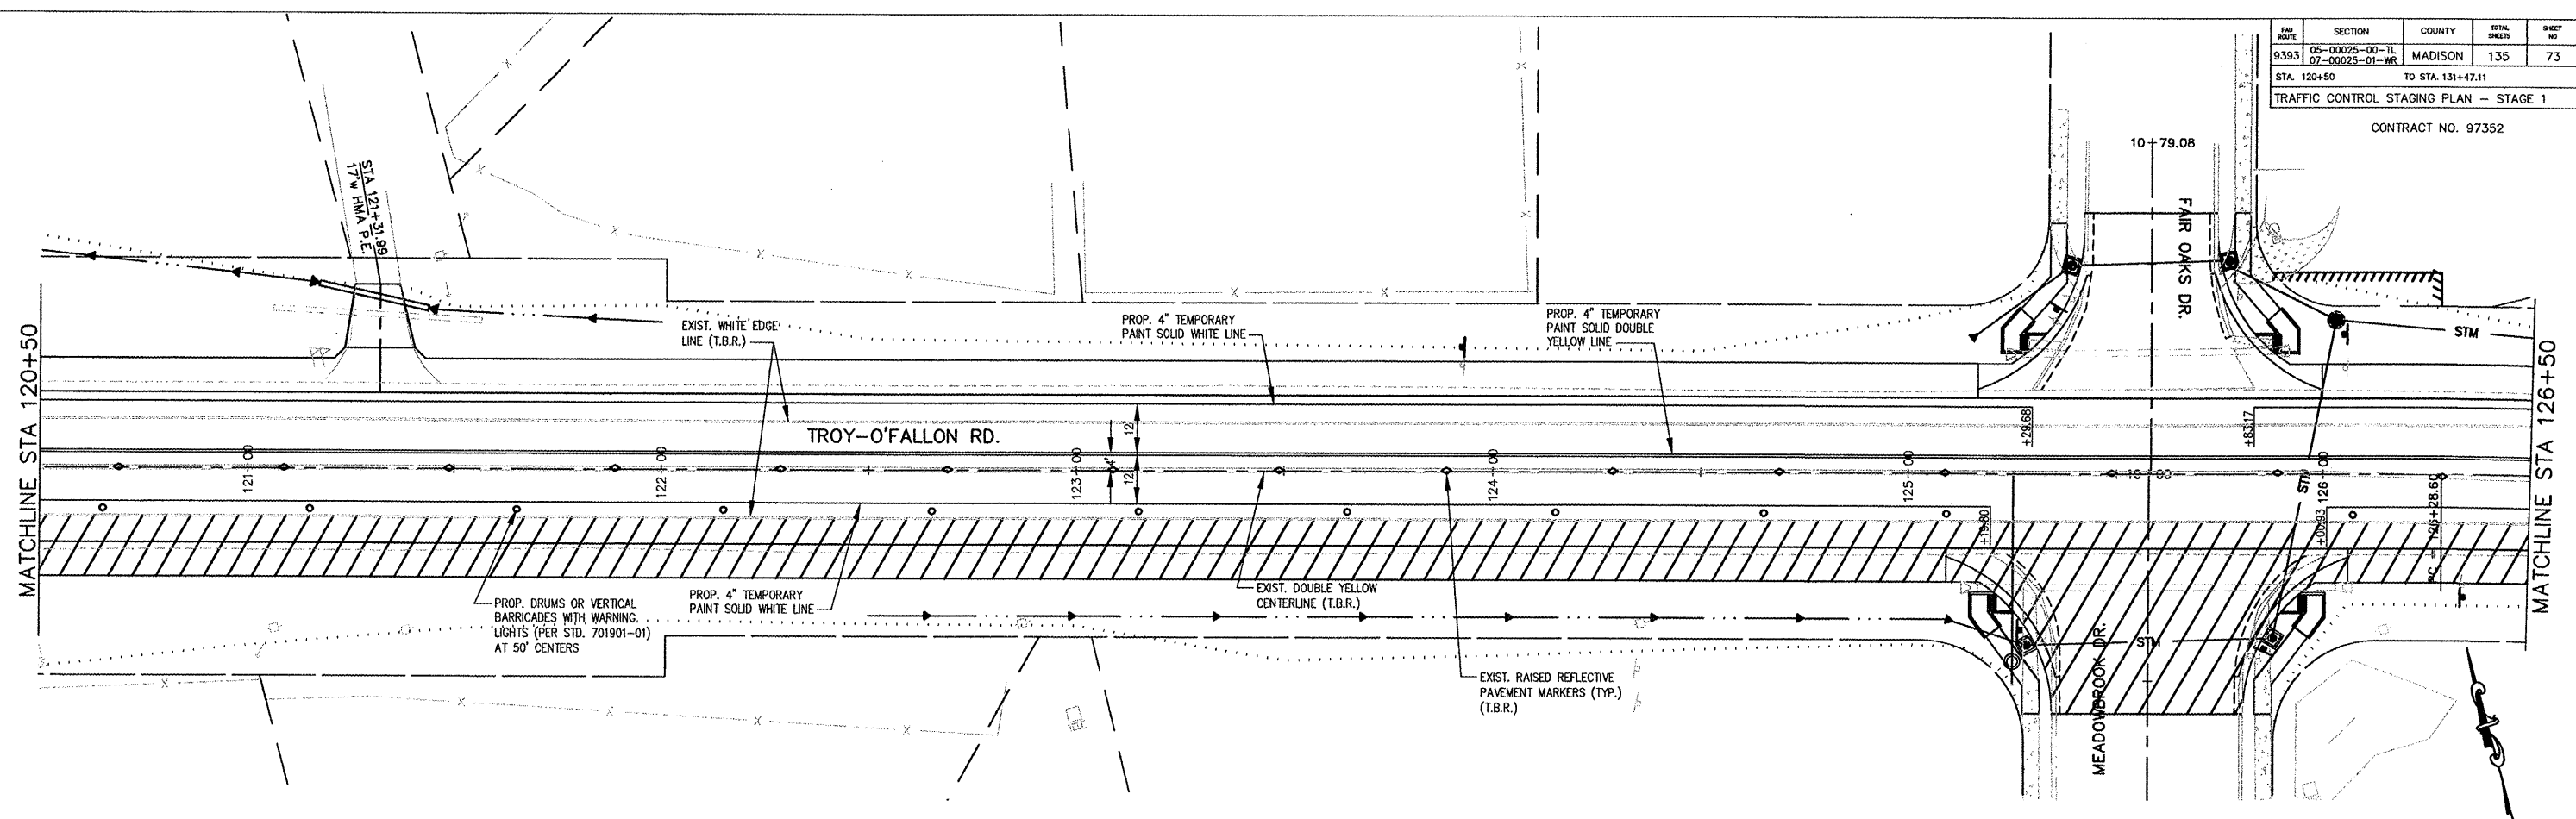 FAU ROUTE
SECTION
COUNTY
TOTAL SHEETS
SHEET NO
9393
05-00025-00-TL
07-00025-01-WR
MADISON
135
73
STA. 120+50 TO STA. 131+47.11
TRAFFIC CONTROL STAGING PLAN – STAGE 1
CONTRACT NO. 97352
10+79.08
FAIR OAKS DR.
STA 121+31.99
17'W HMA P.E.
MATCHLINE STA 120+50
EXIST. WHITE EDGE
LINE (T.B.R.)
PROP. 4" TEMPORARY
PAINT SOLID WHITE LINE
PROP. 4" TEMPORARY
PAINT SOLID DOUBLE
YELLOW LINE
STM
MATCHLINE STA 126+50
TROY-O'FALLON RD.
12'
4'
12'
+29.68
+83.17
121+00
122+00
123+00
124+00
125+00
126+00
STM
+19.80
+00.93
PC = 126+28.60
PROP. DRUMS OR VERTICAL
BARRICADES WITH WARNING
LIGHTS (PER STD. 701901-01)
AT 50' CENTERS
PROP. 4" TEMPORARY
PAINT SOLID WHITE LINE
EXIST. DOUBLE YELLOW
CENTERLINE (T.B.R.)
EXIST. RAISED REFLECTIVE
PAVEMENT MARKERS (TYP.)
(T.B.R.)
STM
MEADOWBROOK DR.